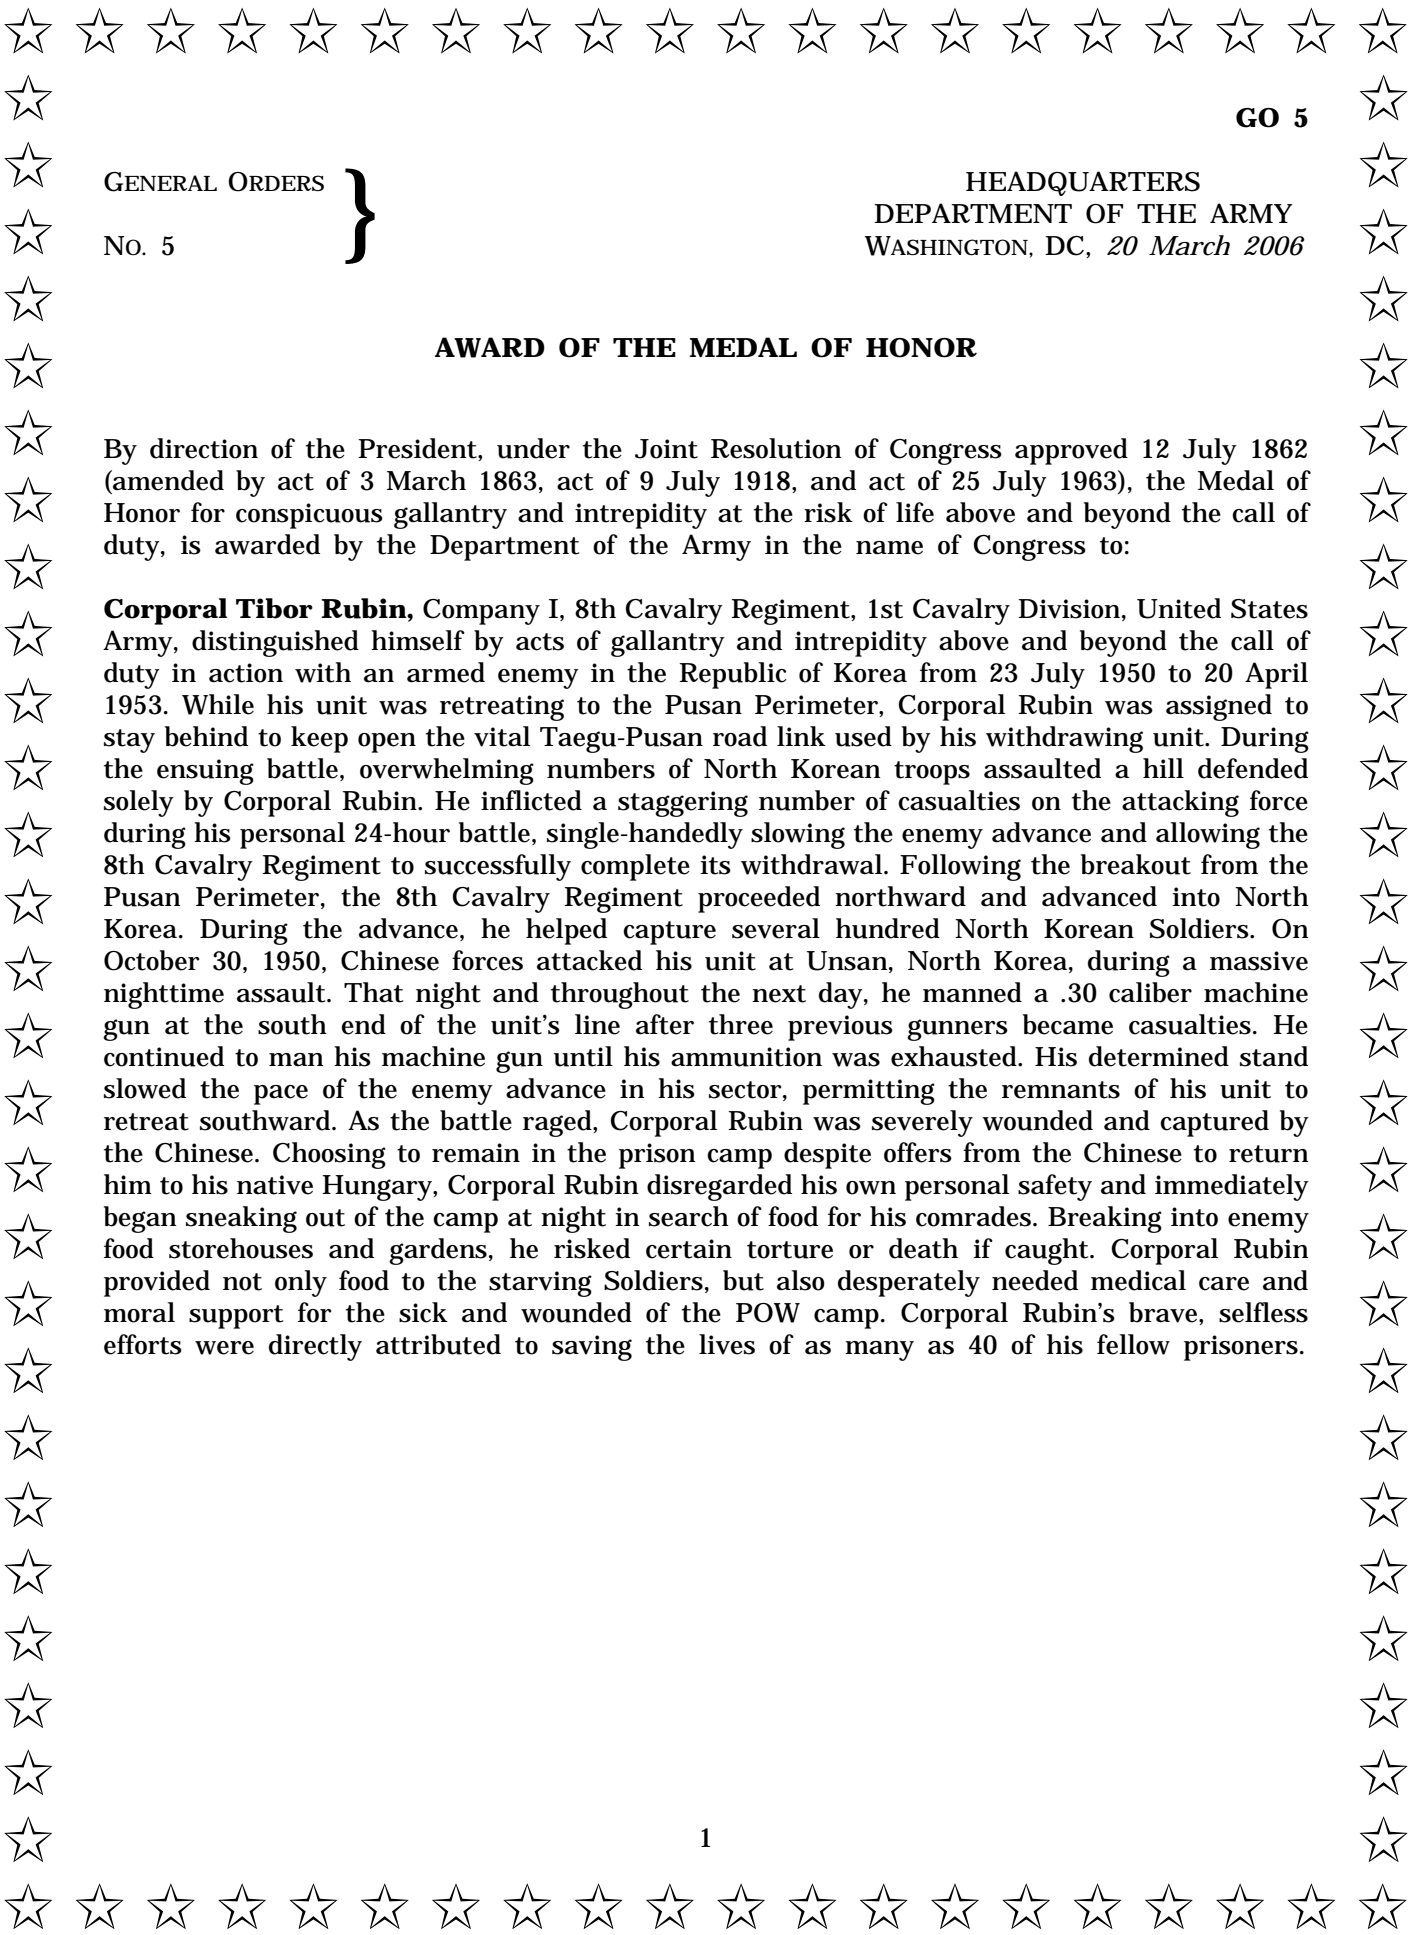 GO 5
GENERAL ORDERS
NO. 5
}
HEADQUARTERS
DEPARTMENT OF THE ARMY
WASHINGTON, DC, 20 March 2006
AWARD OF THE MEDAL OF HONOR
By direction of the President, under the Joint Resolution of Congress approved 12 July 1862
(amended by act of 3 March 1863, act of 9 July 1918, and act of 25 July 1963), the Medal of
Honor for conspicuous gallantry and intrepidity at the risk of life above and beyond the call of
duty, is awarded by the Department of the Army in the name of Congress to:
Corporal Tibor Rubin, Company I, 8th Cavalry Regiment, 1st Cavalry Division, United States
Army, distinguished himself by acts of gallantry and intrepidity above and beyond the call of
duty in action with an armed enemy in the Republic of Korea from 23 July 1950 to 20 April
1953. While his unit was retreating to the Pusan Perimeter, Corporal Rubin was assigned to
stay behind to keep open the vital Taegu-Pusan road link used by his withdrawing unit. During
the ensuing battle, overwhelming numbers of North Korean troops assaulted a hill defended
solely by Corporal Rubin. He inflicted a staggering number of casualties on the attacking force
during his personal 24-hour battle, single-handedly slowing the enemy advance and allowing the
8th Cavalry Regiment to successfully complete its withdrawal. Following the breakout from the
Pusan Perimeter, the 8th Cavalry Regiment proceeded northward and advanced into North
Korea. During the advance, he helped capture several hundred North Korean Soldiers. On
October 30, 1950, Chinese forces attacked his unit at Unsan, North Korea, during a massive
nighttime assault. That night and throughout the next day, he manned a .30 caliber machine
gun at the south end of the unit's line after three previous gunners became casualties. He
continued to man his machine gun until his ammunition was exhausted. His determined stand
slowed the pace of the enemy advance in his sector, permitting the remnants of his unit to
retreat southward. As the battle raged, Corporal Rubin was severely wounded and captured by
the Chinese. Choosing to remain in the prison camp despite offers from the Chinese to return
him to his native Hungary, Corporal Rubin disregarded his own personal safety and immediately
began sneaking out of the camp at night in search of food for his comrades. Breaking into enemy
food storehouses and gardens, he risked certain torture or death if caught. Corporal Rubin
provided not only food to the starving Soldiers, but also desperately needed medical care and
moral support for the sick and wounded of the POW camp. Corporal Rubin's brave, selfless
efforts were directly attributed to saving the lives of as many as 40 of his fellow prisoners.
1